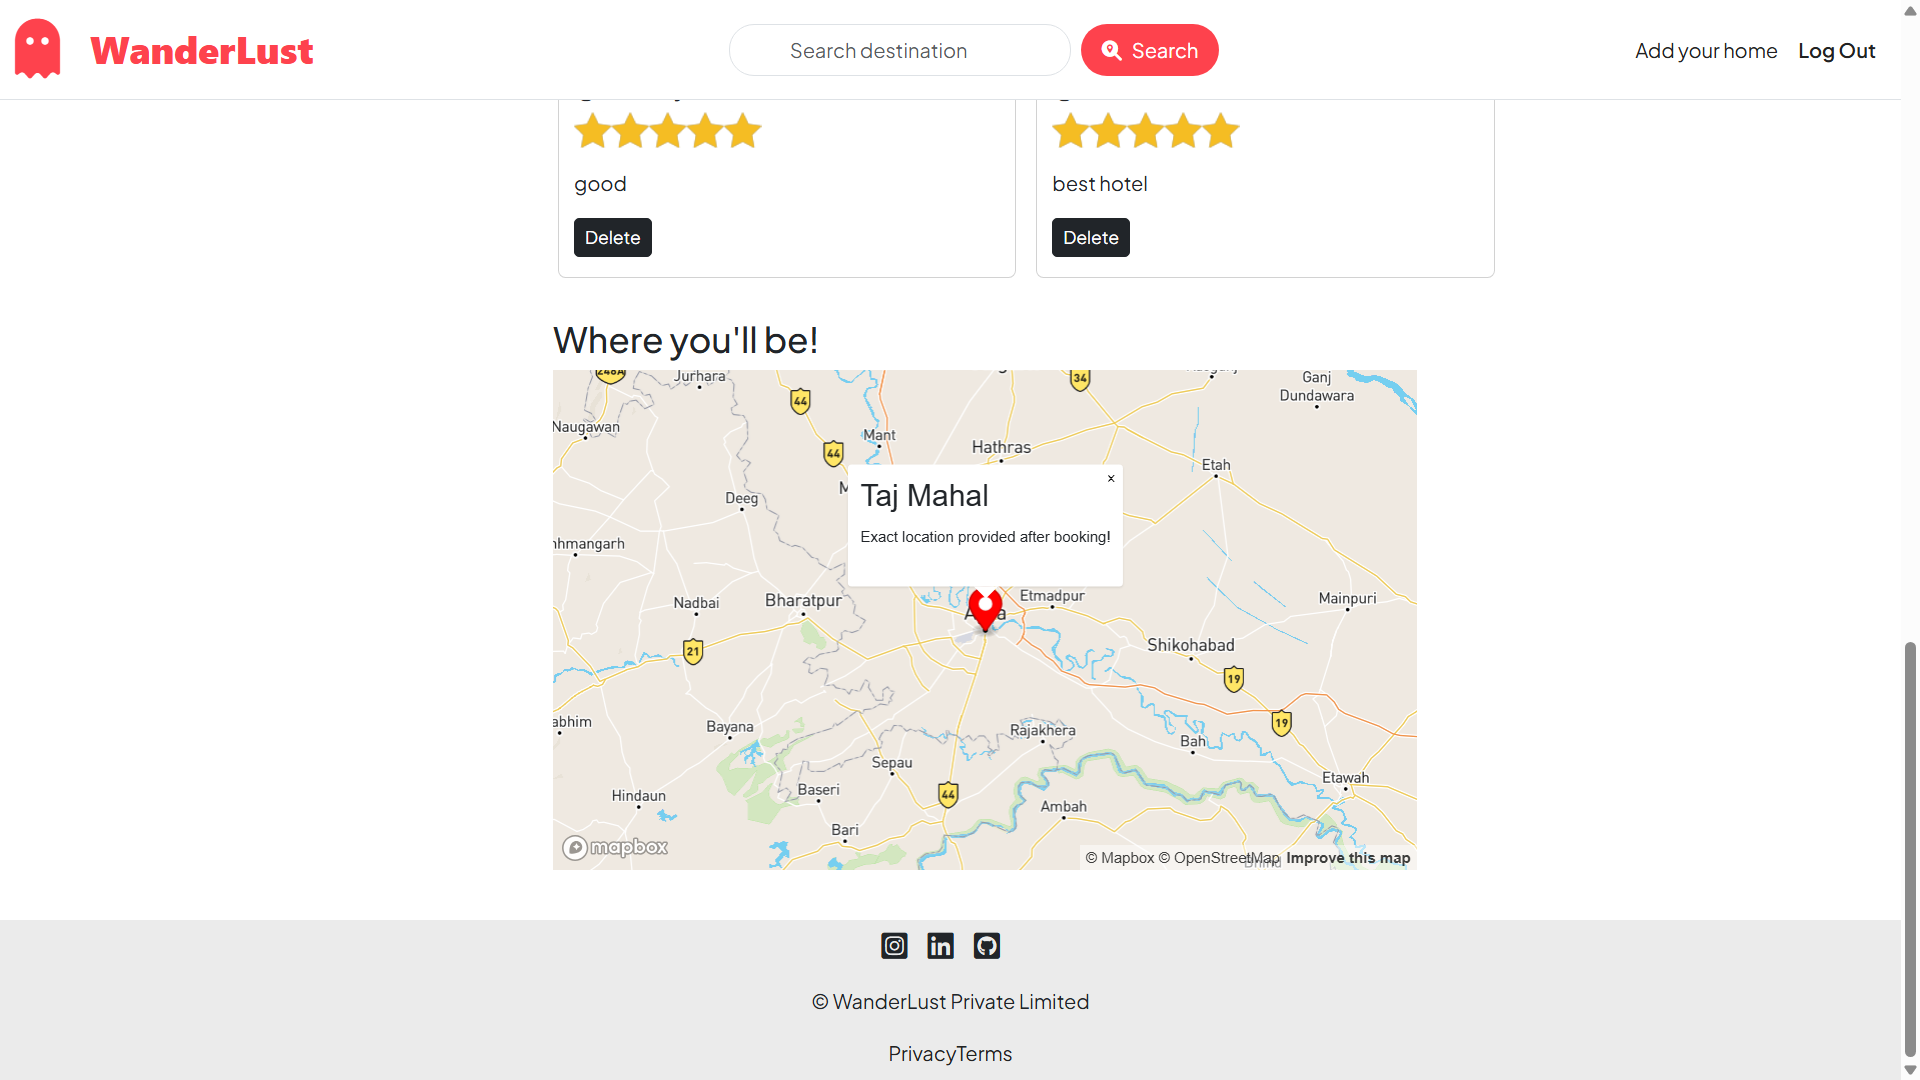 WanderLust
Search destination
Search
Add your home
Log Out
good
best hotel
Delete
Delete
Where you'll be!
248A
Jurhara
44
34
Ganj
Dundawara
Naugawan
Mant
44
Hathras
Etah
Deeg
Taj Mahal
×
Exact location provided after booking!
hmangarh
Nadbai
Bharatpur
Etmadpur
Mainpuri
21
Shikohabad
19
19
abhim
Bayana
Rajakhera
Bah
Sepau
Etawah
Hindaun
Baseri
44
Ambah
Bari
mapbox
© Mapbox © OpenStreetMap Improve this map
© WanderLust Private Limited
PrivacyTerms